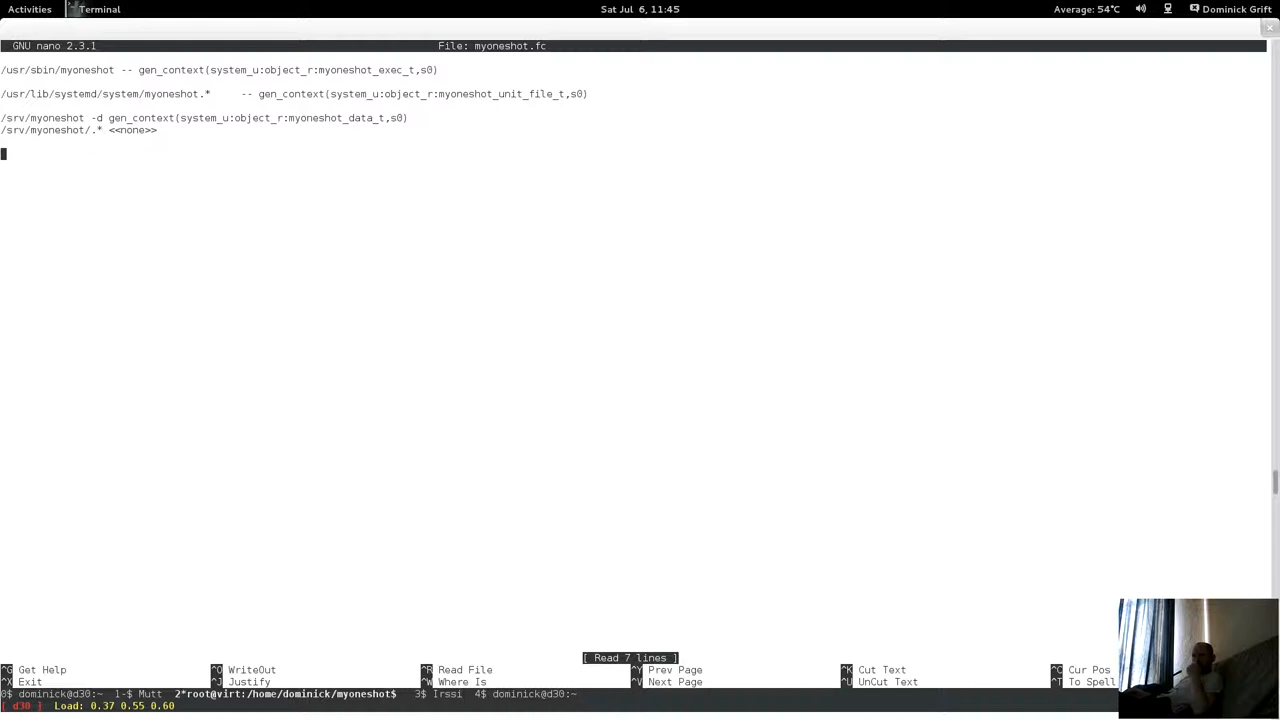 Activities Terminal Sat Jul 6, 11:45 Average: 54°C Dominick Grift
GNU nano 2.3.1 File: myoneshot.fc
/usr/sbin/myoneshot -- gen_context(system_u:object_r:myoneshot_exec_t,s0)
/usr/lib/systemd/system/myoneshot.* -- gen_context(system_u:object_r:myoneshot_unit_file_t,s0)
/srv/myoneshot -d gen_context(system_u:object_r:myoneshot_data_t,s0)
/srv/myoneshot/.* <<none>>
[ Read 7 lines ]
^G Get Help ^O WriteOut ^R Read File ^Y Prev Page ^K Cut Text ^C Cur Pos
^X Exit ^J Justify ^W Where Is ^V Next Page ^U UnCut Text ^T To Spell
0$ dominick@d30:~ 1-$ Mutt 2*root@virt:/home/dominick/myoneshot$ 3$ Irssi 4$ dominick@d30:~
[ d30 ] Load: 0.37 0.55 0.60